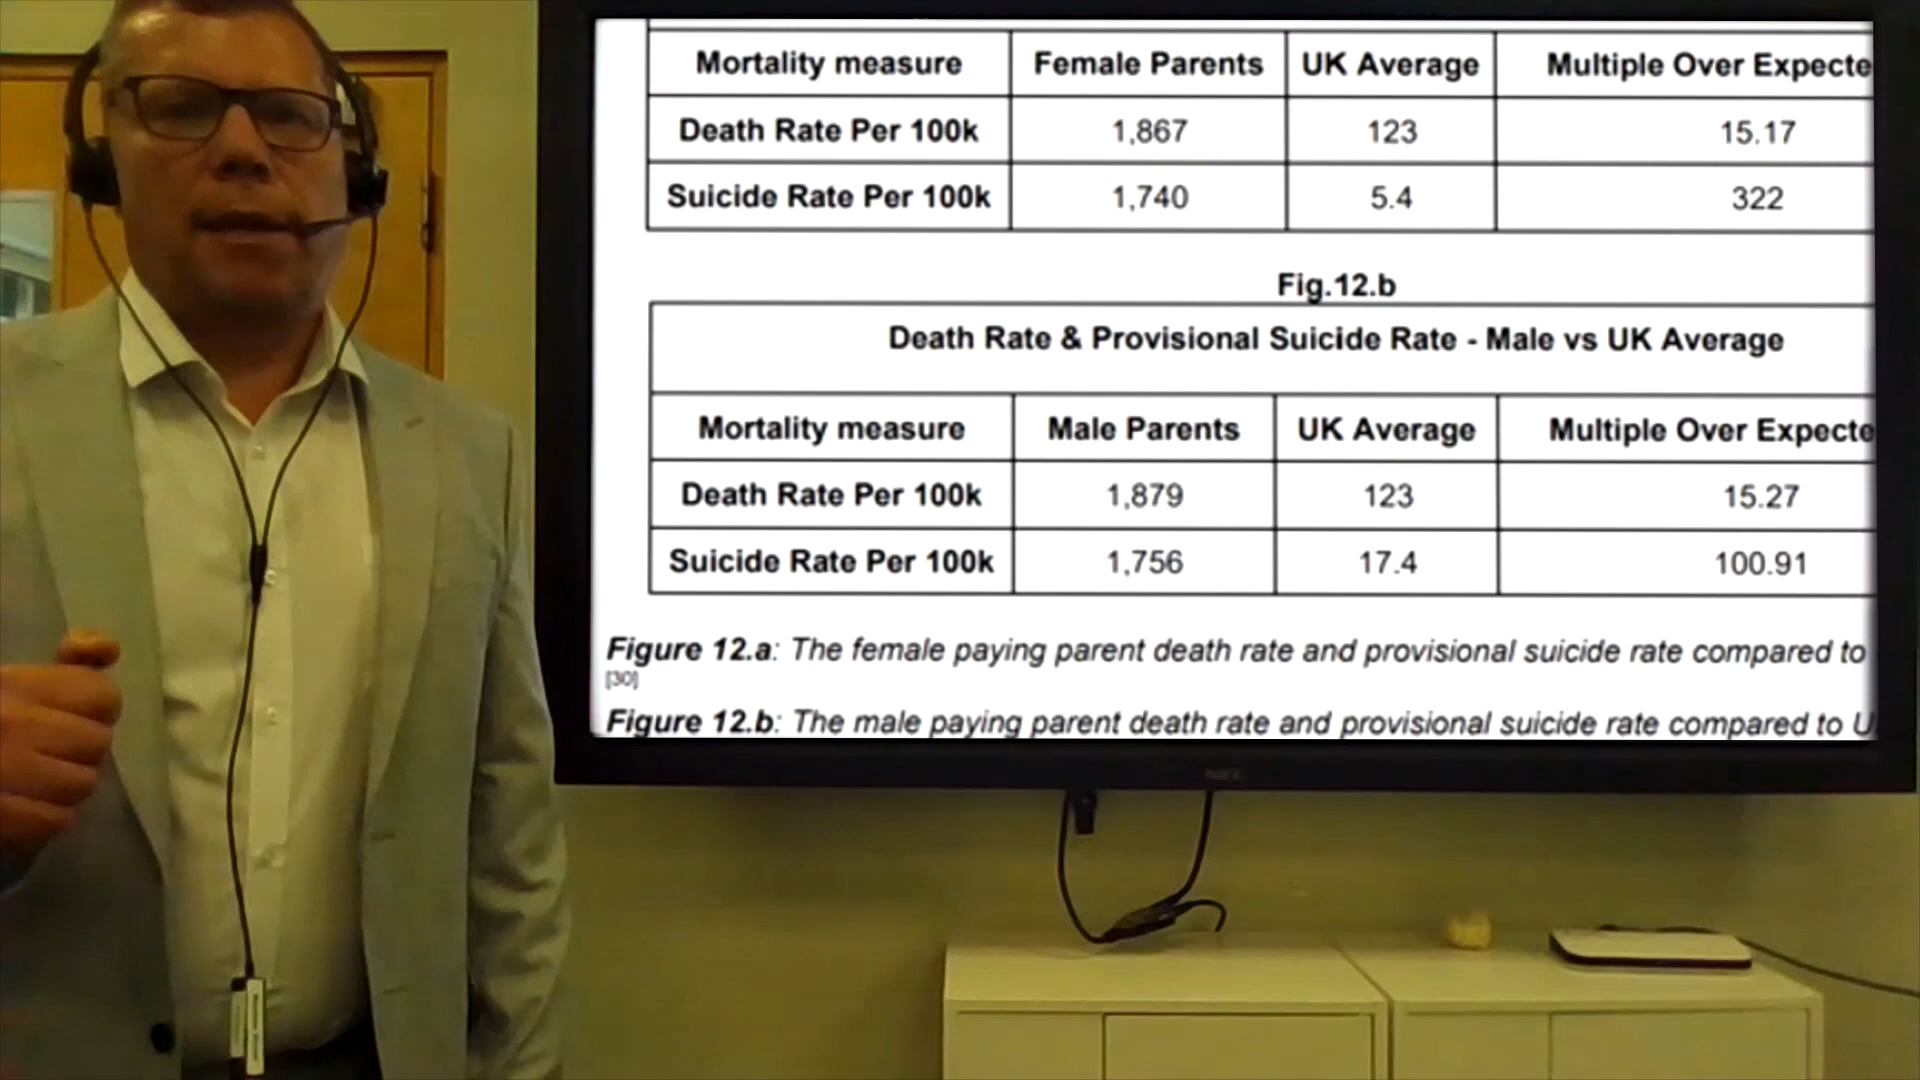 Mortality measure Female Parents UK Average Multiple Over Expecte
Death Rate Per 100k 1,867 123 15.17
Suicide Rate Per 100k 1,740 5.4 322
Fig.12.b
Death Rate & Provisional Suicide Rate - Male vs UK Average
Mortality measure Male Parents UK Average Multiple Over Expecte
Death Rate Per 100k 1,879 123 15.27
Suicide Rate Per 100k 1,756 17.4 100.91
Figure 12.a: The female paying parent death rate and provisional suicide rate compared to
[30]
Figure 12.b: The male paying parent death rate and provisional suicide rate compared to U
NEC